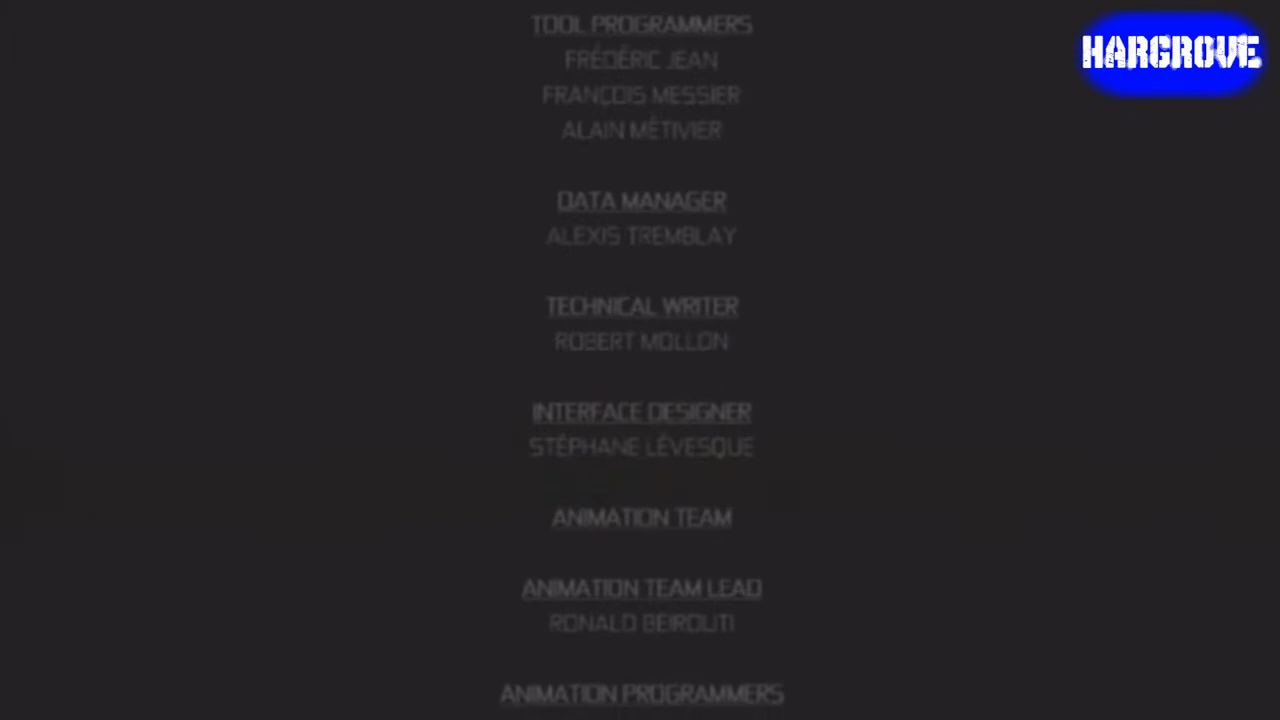 TOOL PROGRAMMERS
FRÉDÉRIC JEAN
FRANÇOIS MESSIER
ALAIN MÉTIVIER
HARGROVE
DATA MANAGER
ALEXIS TREMBLAY
TECHNICAL WRITER
ROBERT MOLLON
INTERFACE DESIGNER
STÉPHANE LÉVESQUE
ANIMATION TEAM
ANIMATION TEAM LEAD
RONALD BEIROUTI
ANIMATION PROGRAMMERS